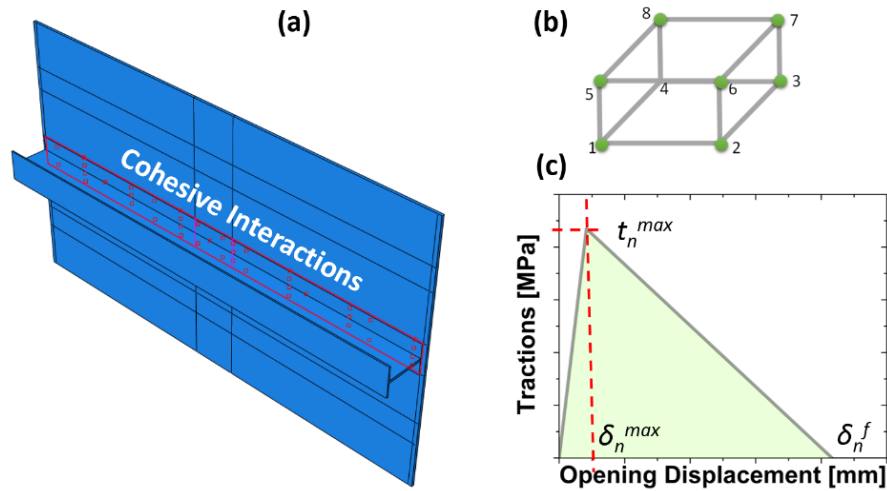 (a)
Cohesive Interactions
(b)
8
7
5
4
6
3
1
2
(c)
Tractions [MPa]
t_n^max
δ_n^max
δ_n^f
Opening Displacement [mm]